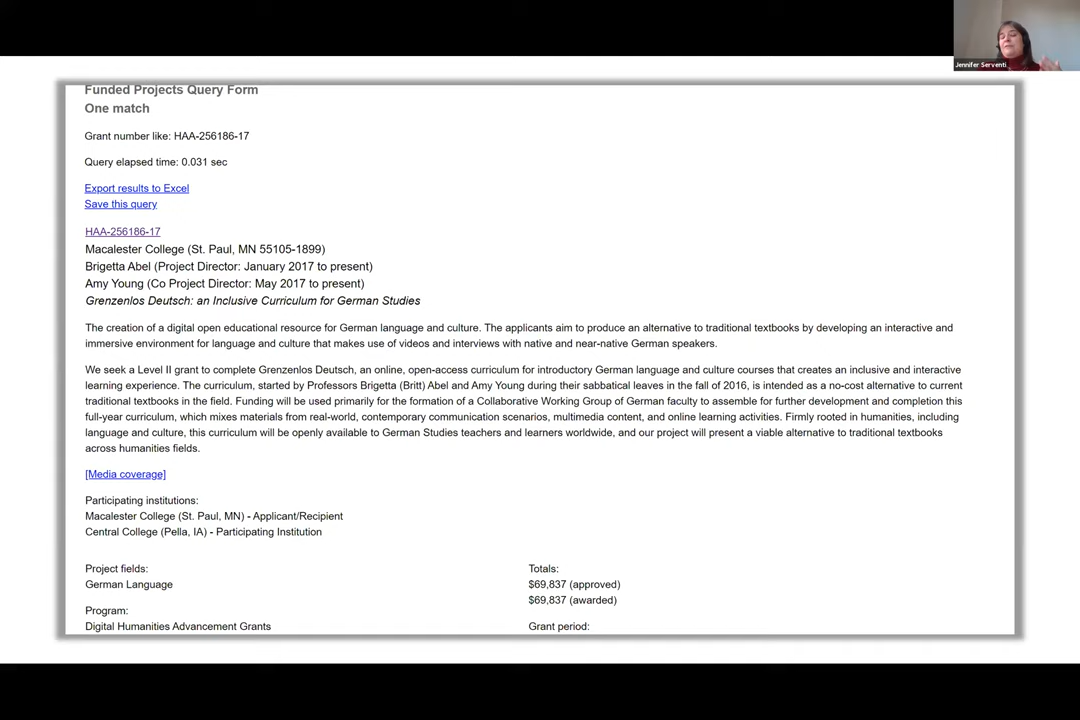 Jennifer Serventi
Funded Projects Query Form
One match
Grant number like: HAA-256186-17
Query elapsed time: 0.031 sec
Export results to Excel
Save this query
HAA-256186-17
Macalester College (St. Paul, MN 55105-1899)
Brigetta Abel (Project Director: January 2017 to present)
Amy Young (Co Project Director: May 2017 to present)
Grenzenlos Deutsch: an Inclusive Curriculum for German Studies
The creation of a digital open educational resource for German language and culture. The applicants aim to produce an alternative to traditional textbooks by developing an interactive and
immersive environment for language and culture that makes use of videos and interviews with native and near-native German speakers.
We seek a Level II grant to complete Grenzenlos Deutsch, an online, open-access curriculum for introductory German language and culture courses that creates an inclusive and interactive
learning experience. The curriculum, started by Professors Brigetta (Britt) Abel and Amy Young during their sabbatical leaves in the fall of 2016, is intended as a no-cost alternative to current
traditional textbooks in the field. Funding will be used primarily for the formation of a Collaborative Working Group of German faculty to assemble for further development and completion this
full-year curriculum, which mixes materials from real-world, contemporary communication scenarios, multimedia content, and online learning activities. Firmly rooted in humanities, including
language and culture, this curriculum will be openly available to German Studies teachers and learners worldwide, and our project will present a viable alternative to traditional textbooks
across humanities fields.
[Media coverage]
Participating institutions:
Macalester College (St. Paul, MN) - Applicant/Recipient
Central College (Pella, IA) - Participating Institution
Project fields:
German Language
Program:
Digital Humanities Advancement Grants
Totals:
$69,837 (approved)
$69,837 (awarded)
Grant period: